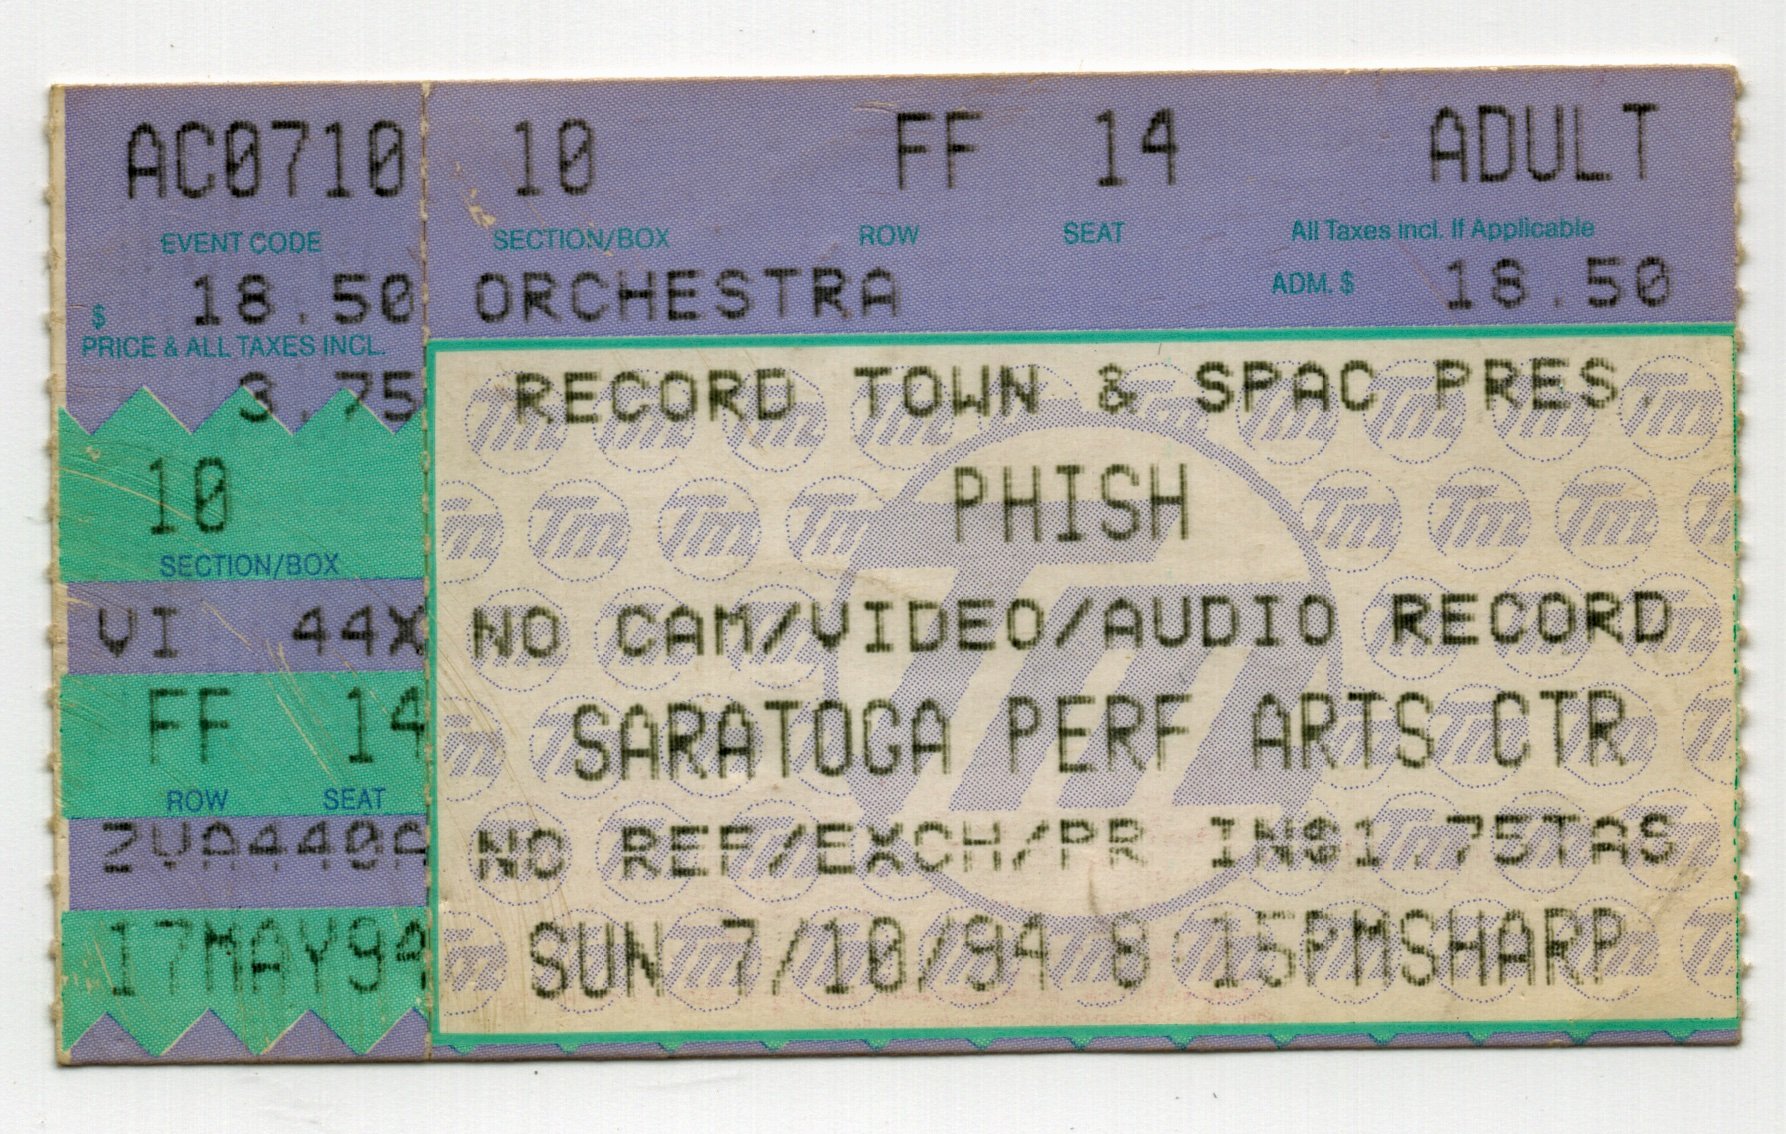 AC0710
EVENT CODE
$ 18.50
PRICE & ALL TAXES INCL.
3.75
10
SECTION/BOX
VI 44X
FF 14
ROW SEAT
ZVA440A
17MAY94
10 FF 14 ADULT
SECTION/BOX ROW SEAT All Taxes Incl. If Applicable
ORCHESTRA ADM. $ 18.50
RECORD TOWN & SPAC PRES.
PHISH
NO CAM/VIDEO/AUDIO RECORD
SARATOGA PERF ARTS CTR
NO REF/EXCH/PR IN$1.75TAS
SUN 7/10/94 8:15PMSHARP